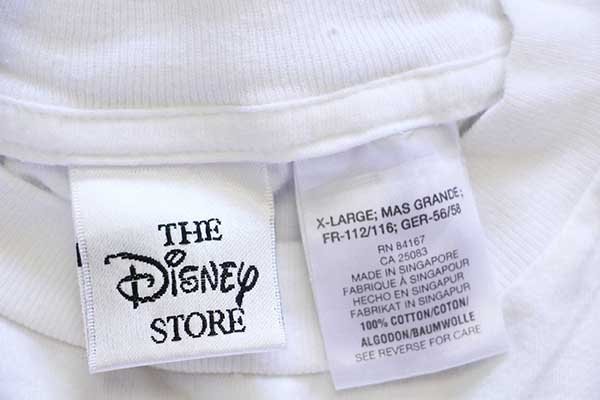 THE
Disney
STORE
X-LARGE; MAS GRANDE;
FR-112/116; GER-56/58
RN 84167
CA 25083
MADE IN SINGAPORE
FABRIQUÉ À SINGAPOUR
HECHO EN SINGAPUR
FABRIKAT IN SINGAPUR
100% COTTON/COTON/
ALGODON/BAUMWOLLE
SEE REVERSE FOR CARE